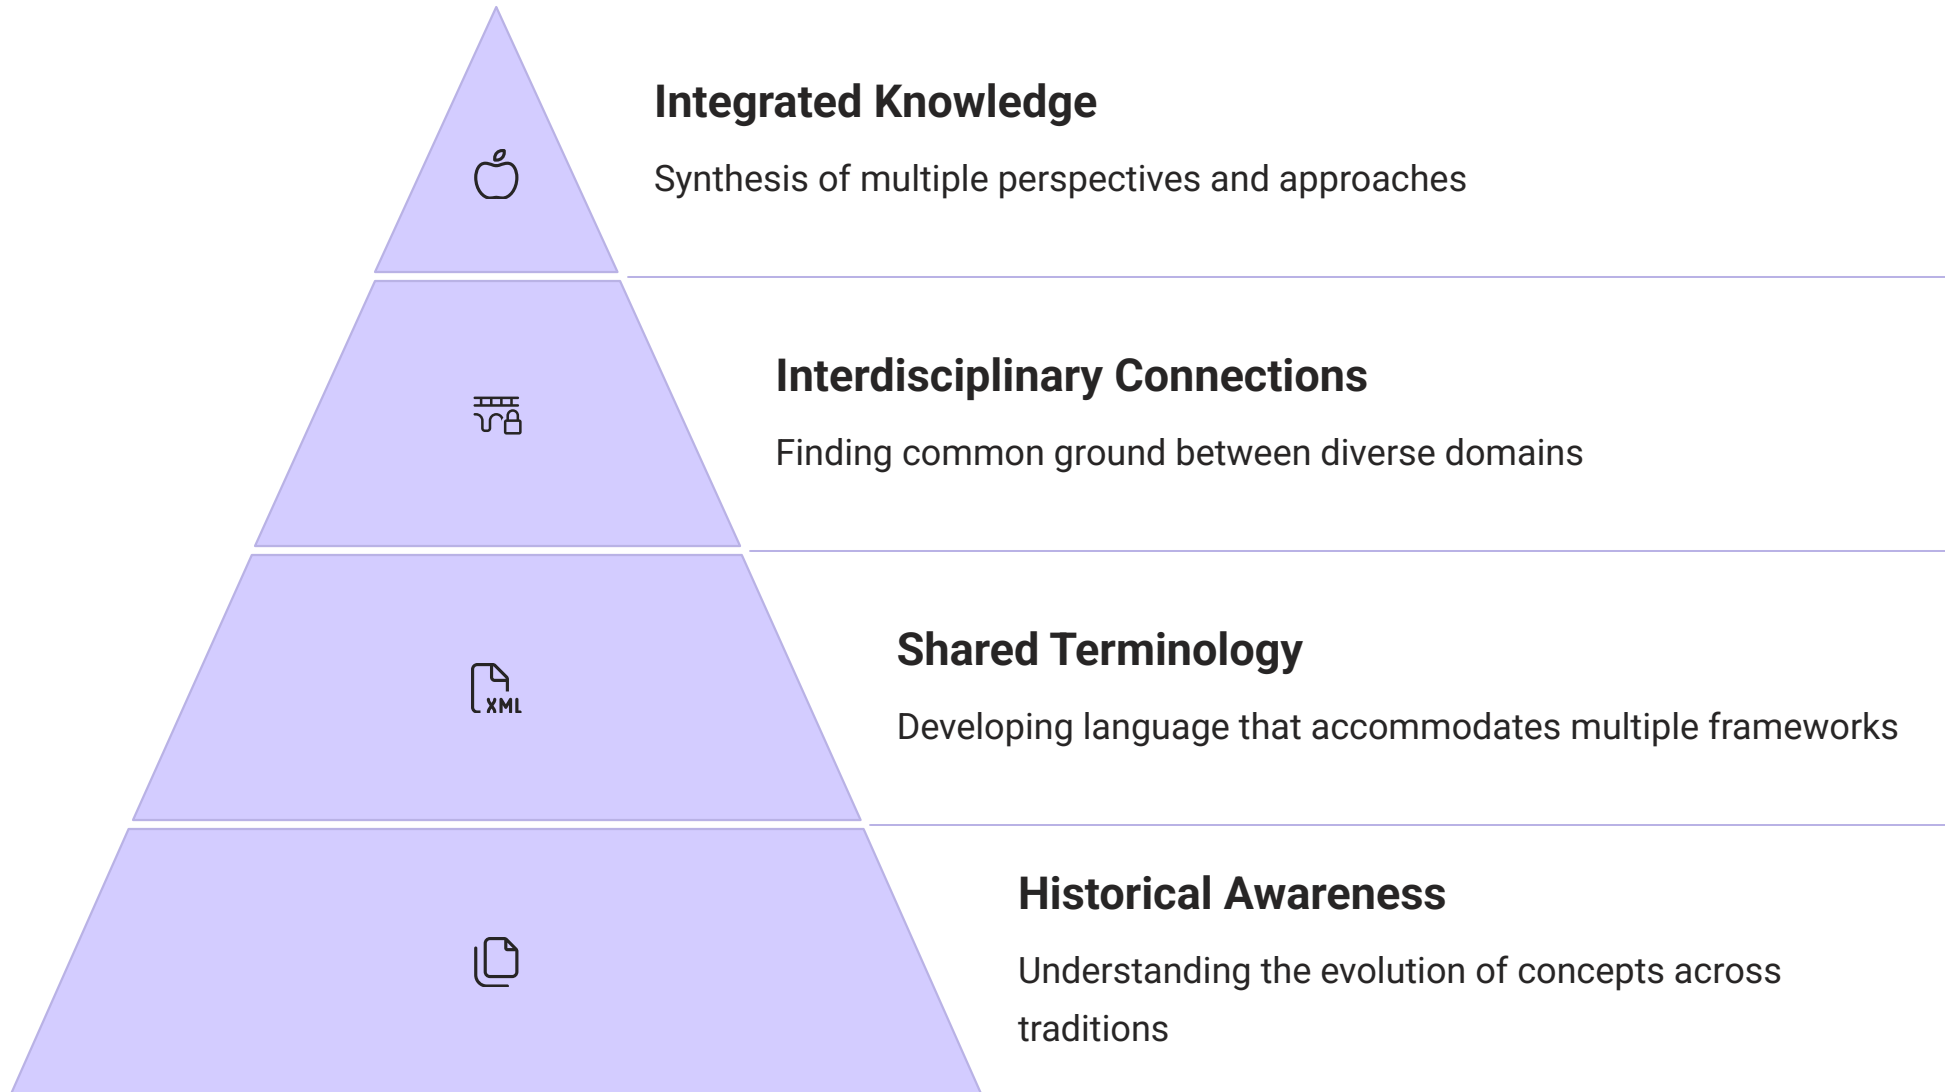 Integrated Knowledge
Synthesis of multiple perspectives and approaches
Interdisciplinary Connections
Finding common ground between diverse domains
XML
Shared Terminology
Developing language that accommodates multiple frameworks
Historical Awareness
Understanding the evolution of concepts across
traditions